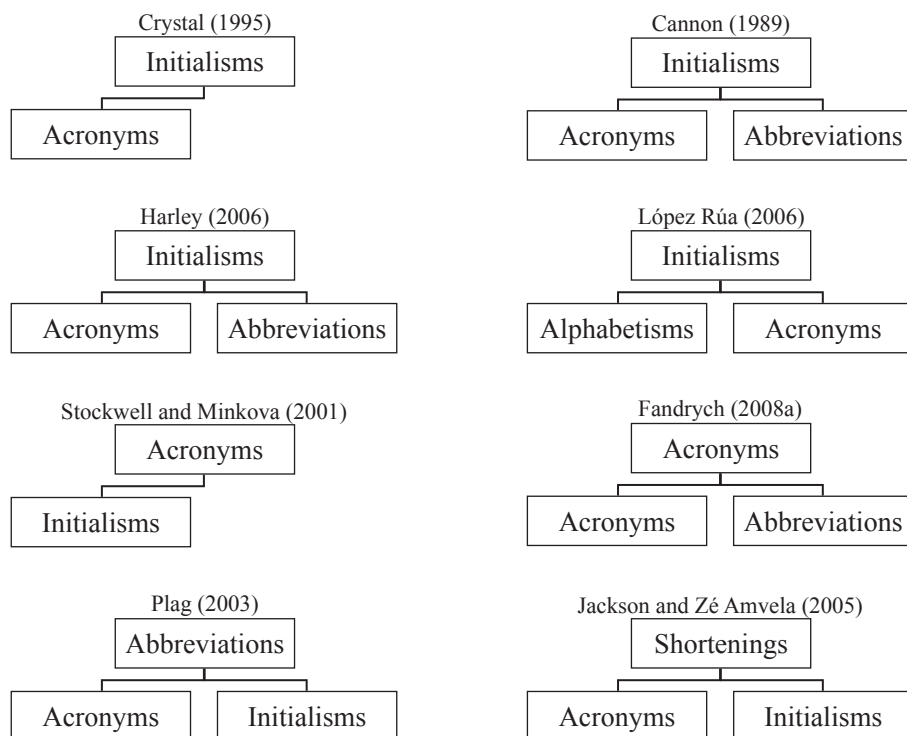 Crystal (1995)
Initialisms
Acronyms
Cannon (1989)
Initialisms
Acronyms Abbreviations
Harley (2006)
Initialisms
Acronyms Abbreviations
López Rúa (2006)
Initialisms
Alphabetisms Acronyms
Stockwell and Minkova (2001)
Acronyms
Initialisms
Fandrych (2008a)
Acronyms
Acronyms Abbreviations
Plag (2003)
Abbreviations
Acronyms Initialisms
Jackson and Zé Amvela (2005)
Shortenings
Acronyms Initialisms